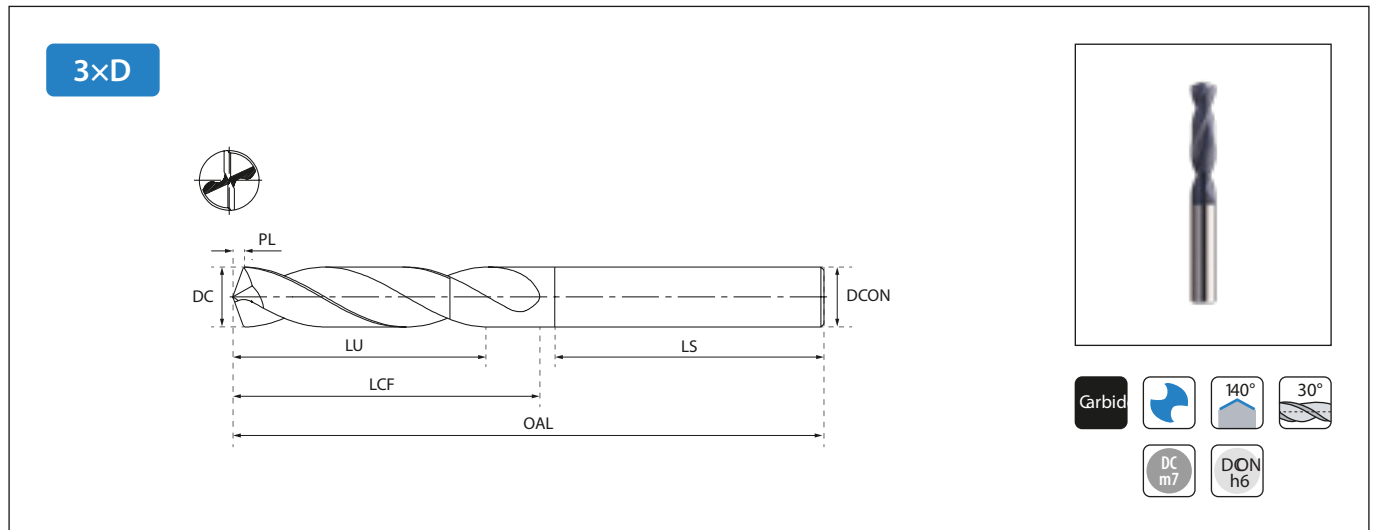 3×D
PL
DC
DCON
LU
LS
LCF
OAL
Carbid
140°
30°
DC
m7
DCON
h6